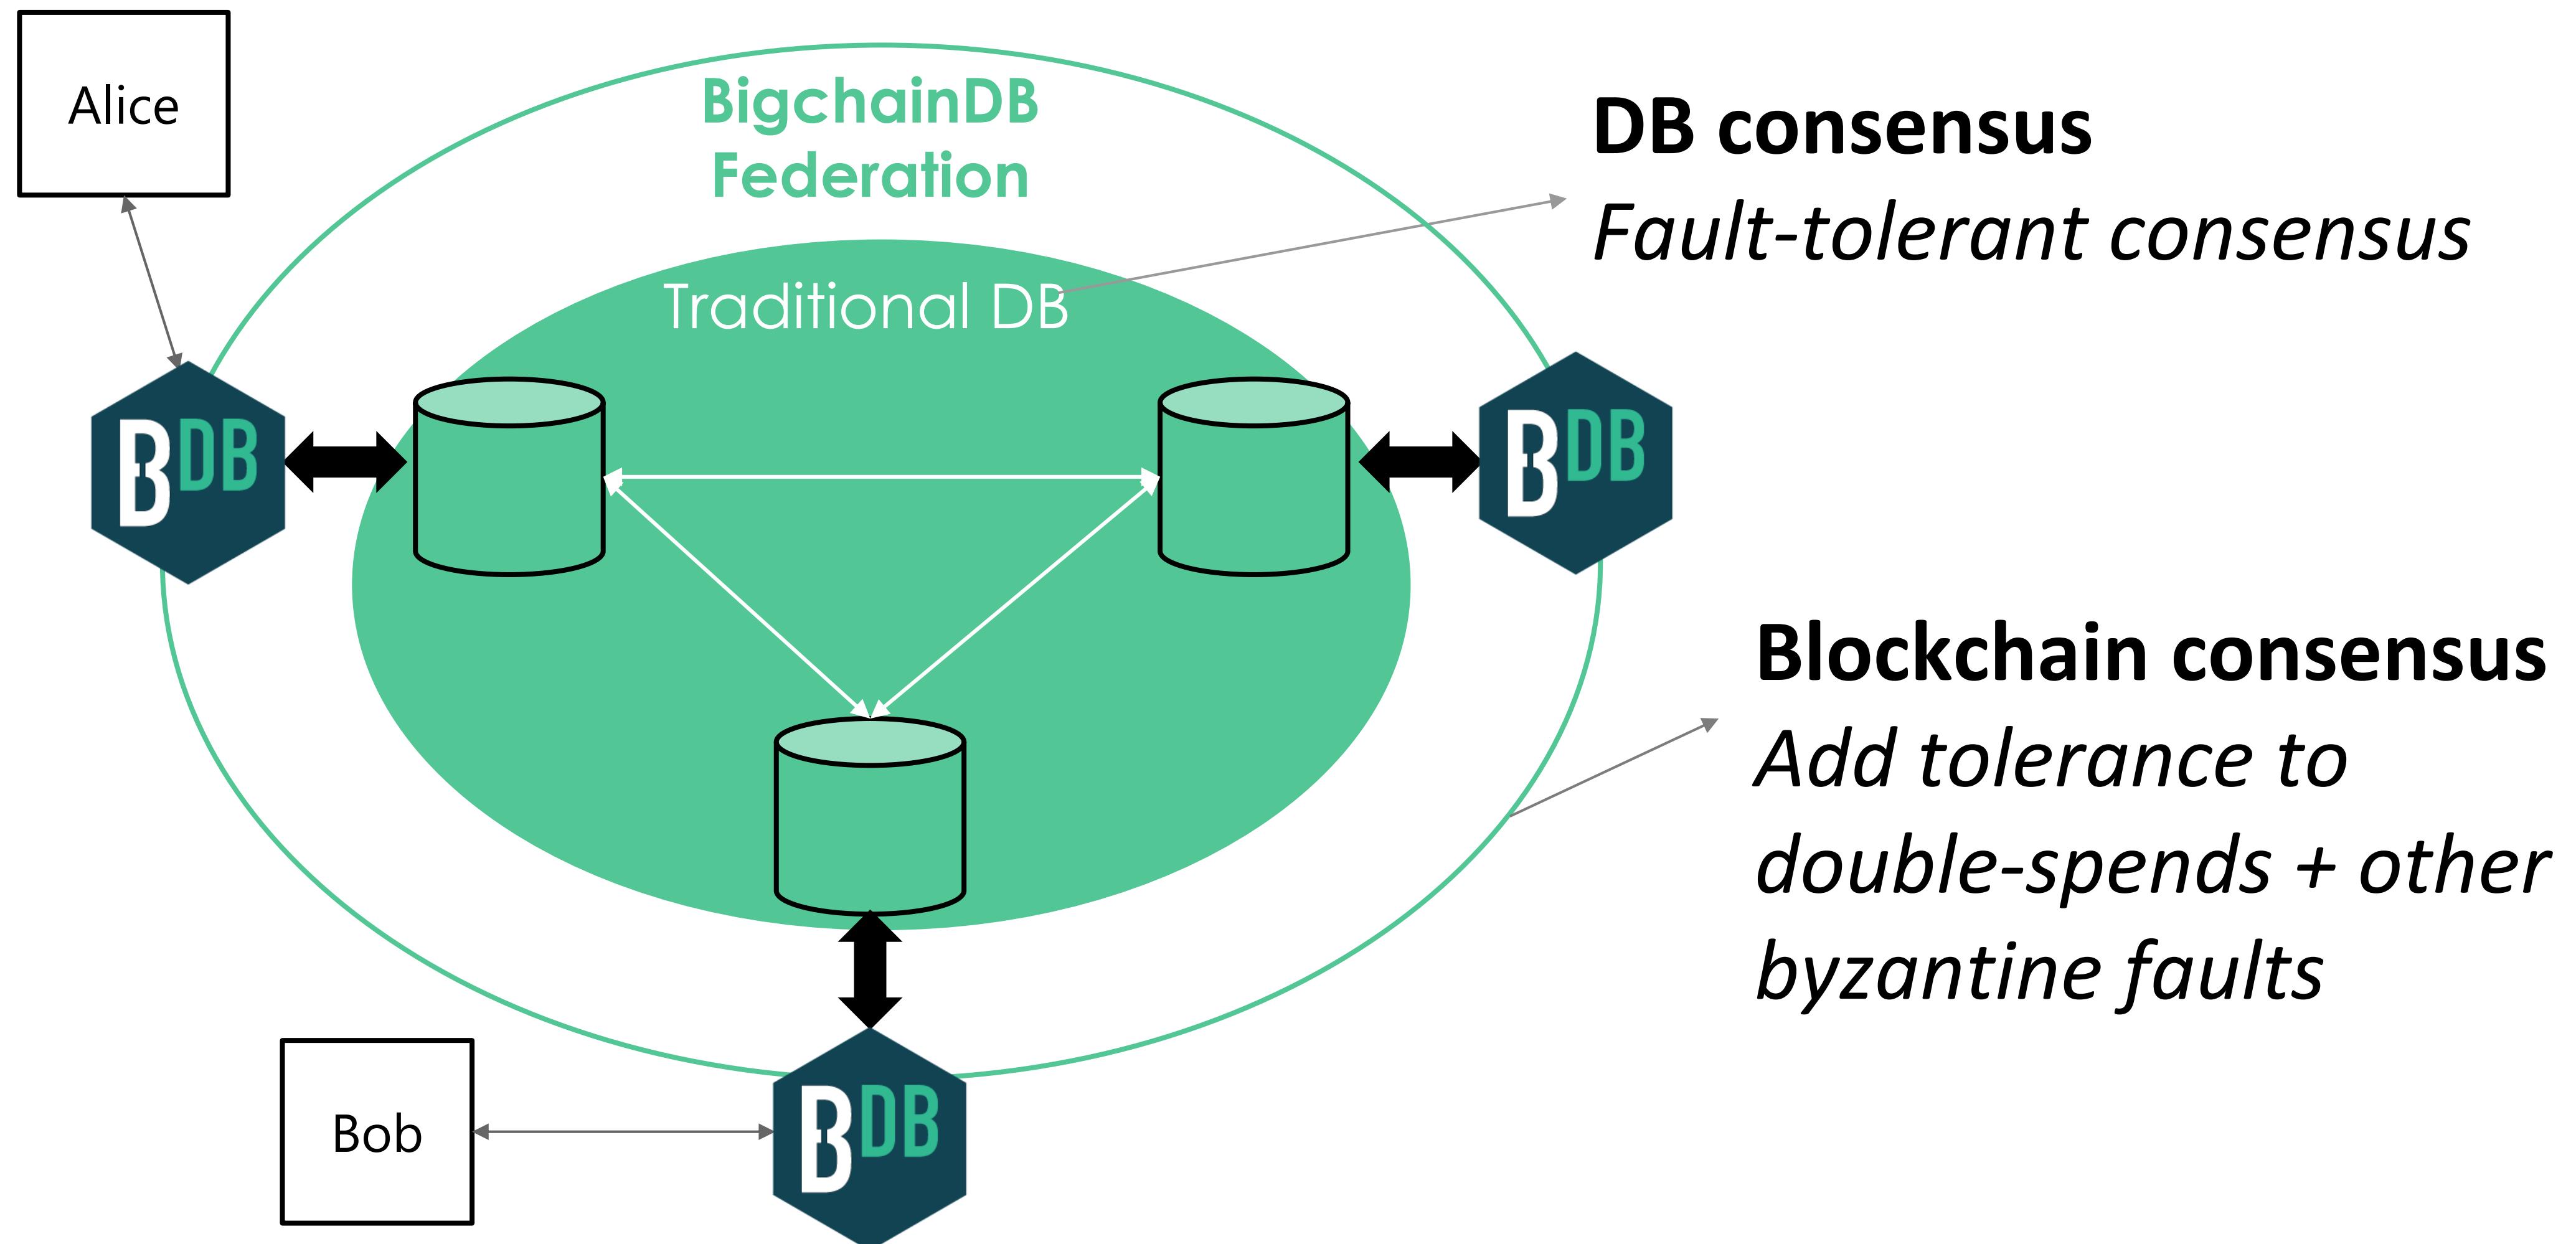 Alice
BigchainDB
Federation
Traditional DB
DB consensus
Fault-tolerant consensus
BDB
BDB
Blockchain consensus
Add tolerance to
double-spends + other
byzantine faults
Bob
BDB